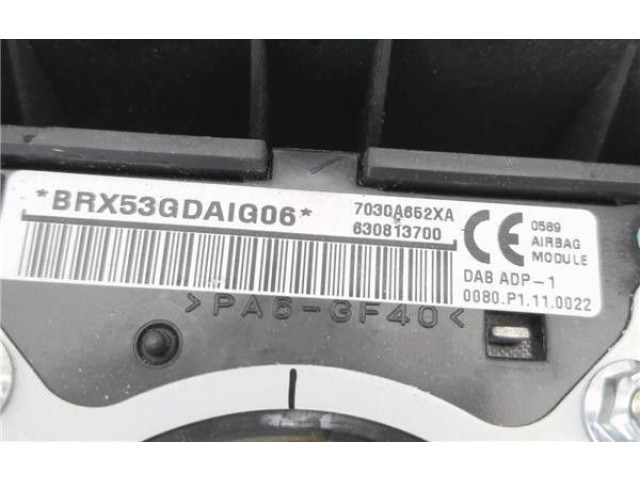 *BRX53GDAIG06*
7030A652XA
630813700
CE
0589
AIRBAG
MODULE
DAB ADP-1
0080.P1.11.0022
>PA6-GF40<